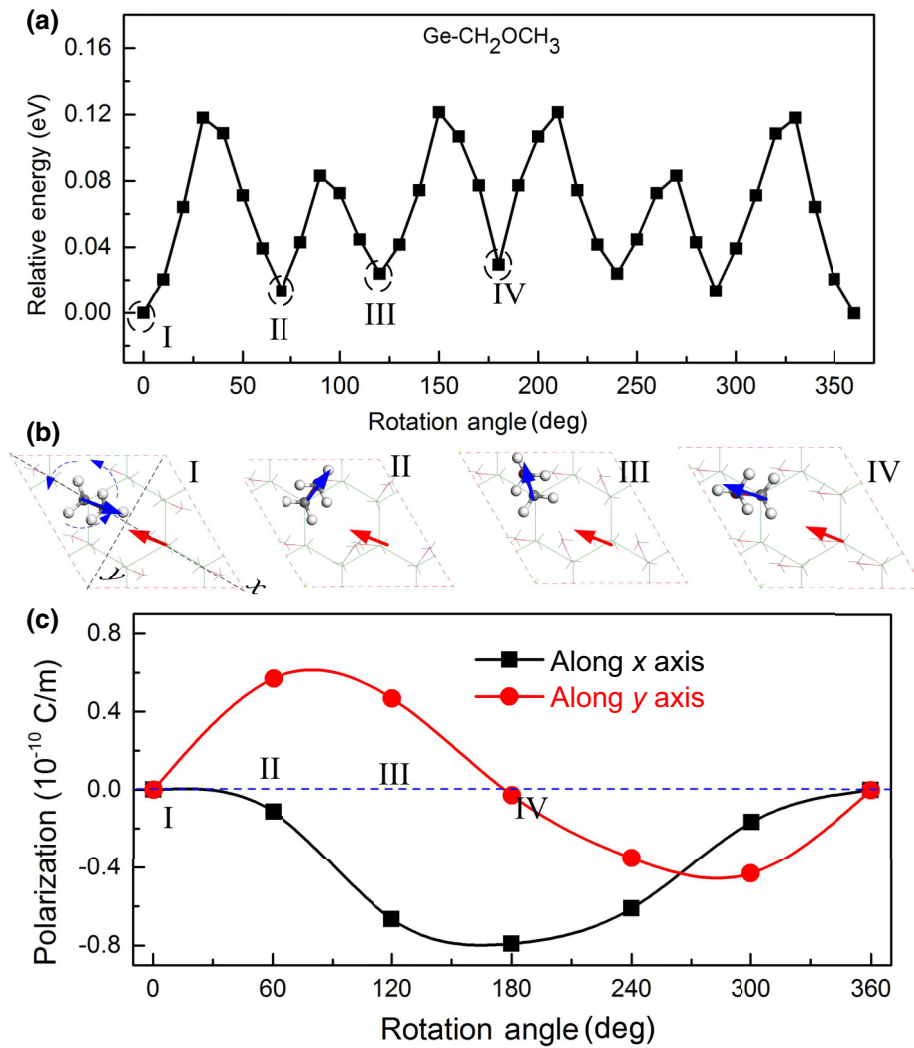 (a)
Ge-CH2OCH3
0.16
0.12
0.08
0.04
0.00
Relative energy (eV)
I
II
III
IV
0 50 100 150 200 250 300 350
Rotation angle (deg)
(b)
I
II
III
IV
y
x
(c)
0.8
0.4
0.0
-0.4
-0.8
Polarization (10-10 C/m)
Along x axis
Along y axis
I
II
III
IV
0 60 120 180 240 300 360
Rotation angle (deg)